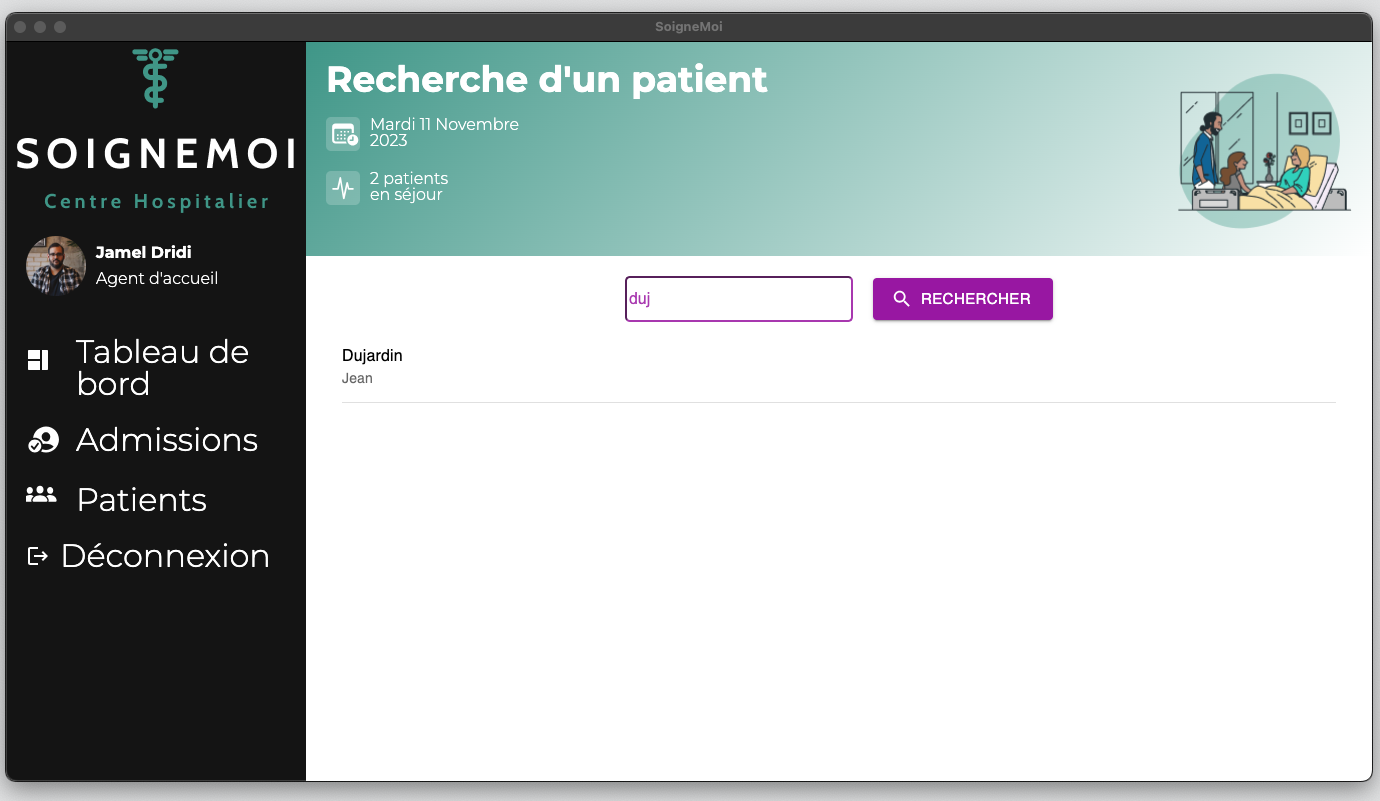 SoigneMoi
SOIGNEMOI
Centre Hospitalier
Jamel Dridi
Agent d'accueil
Tableau de
bord
Admissions
Patients
Déconnexion
Recherche d'un patient
Mardi 11 Novembre
2023
2 patients
en séjour
duj
RECHERCHER
Dujardin
Jean